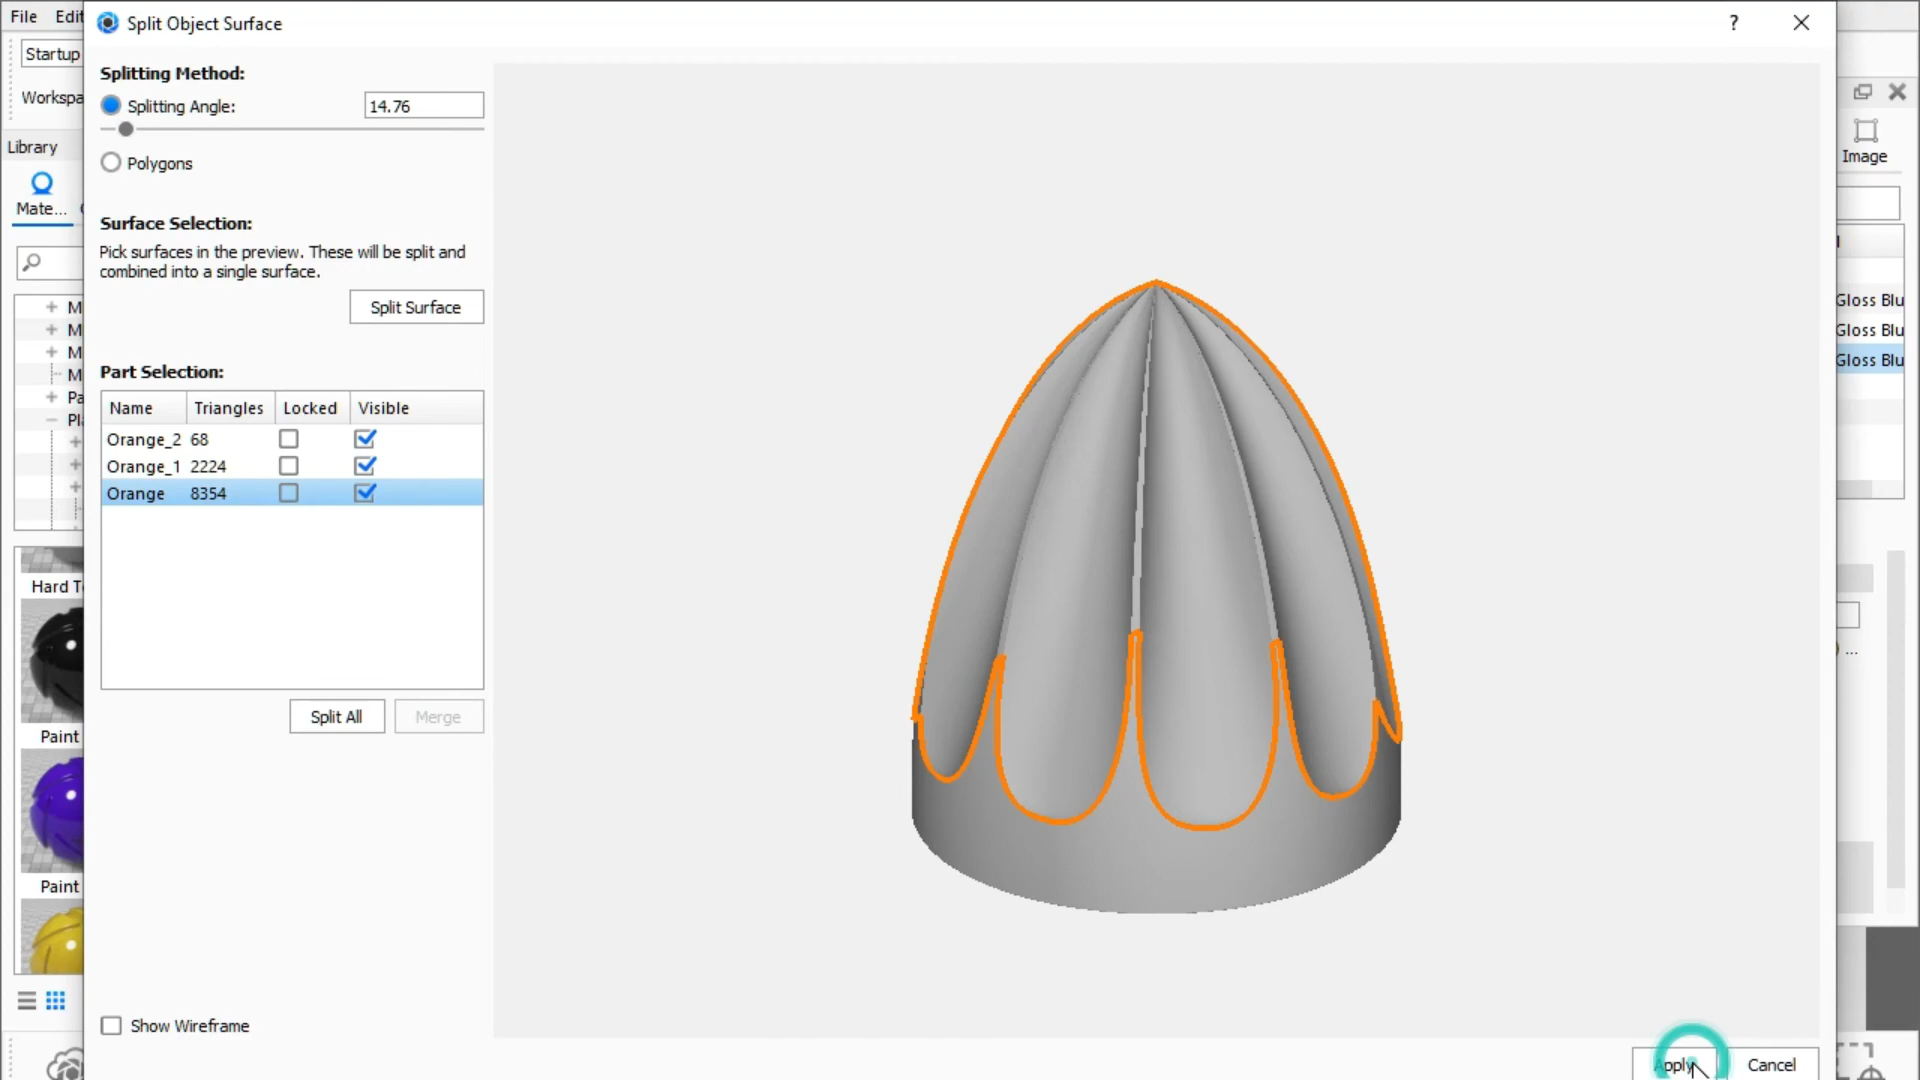 File Edit
Split Object Surface
?
Startup
Splitting Method:
Splitting Angle:
14.76
Workspa
Polygons
Library
Image
Mate...
Surface Selection:
Pick surfaces in the preview. These will be split and
combined into a single surface.
Split Surface
M
M
M
M
Pa
Pl
Gloss Blu
Gloss Blu
Gloss Blu
Part Selection:
Name Triangles Locked Visible
Orange_2 68
Orange_1 2224
Orange 8354
Hard T
Paint
Paint
...
Split All
Merge
Show Wireframe
Apply
Cancel